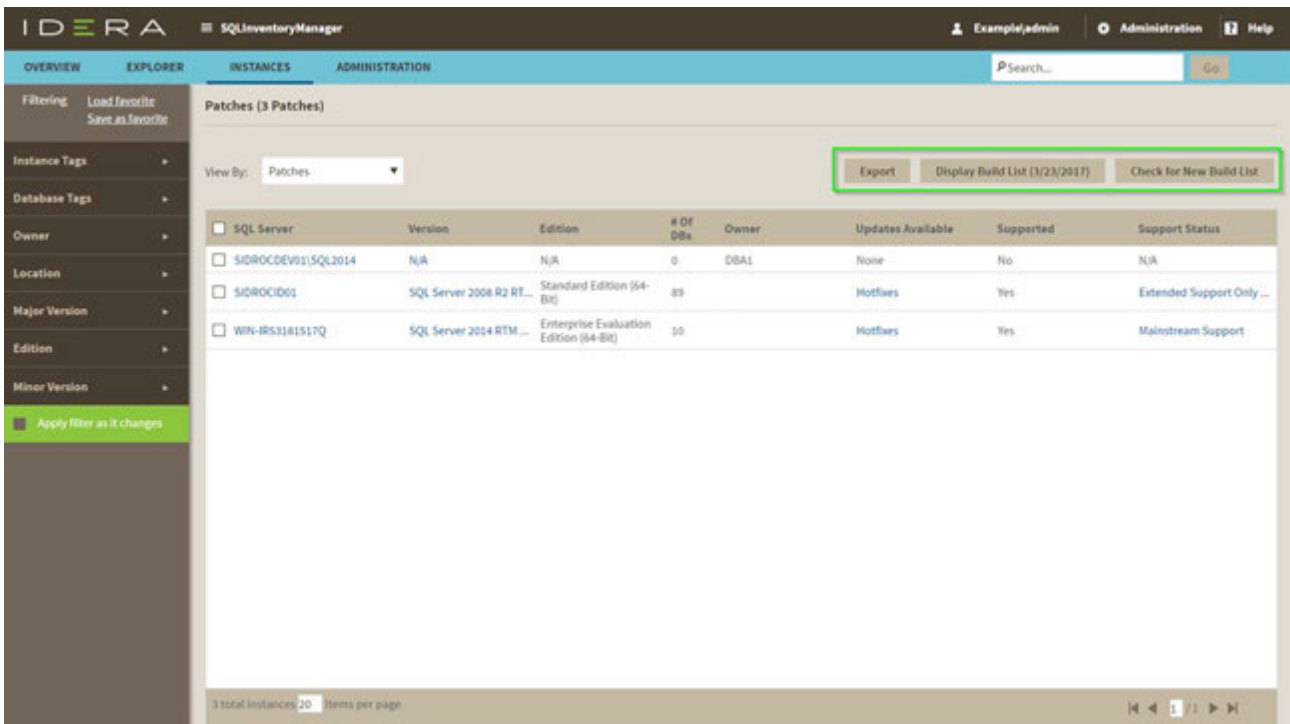 IDERA SQLInventoryManager Example\admin Administration Help
OVERVIEW EXPLORER INSTANCES ADMINISTRATION Search... Go
Filtering Load favorite
Save as favorite
Instance Tags
Database Tags
Owner
Location
Major Version
Edition
Minor Version
Apply filter as it changes
Patches (3 Patches)
View By: Patches Export Display Build List (3/23/2017) Check for New Build List
SQL Server Version Edition # Of DBs Owner Updates Available Supported Support Status
SIDROCDEV01\SQL2014 N/A N/A 0 DBA1 None No N/A
SIDROCID01 SQL Server 2008 R2 RT... Standard Edition (64-Bit) 89 Hotfixes Yes Extended Support Only ...
WIN-IRS3181517Q SQL Server 2014 RTM ... Enterprise Evaluation Edition (64-Bit) 10 Hotfixes Yes Mainstream Support
3 total instances 20 items per page 1 / 1